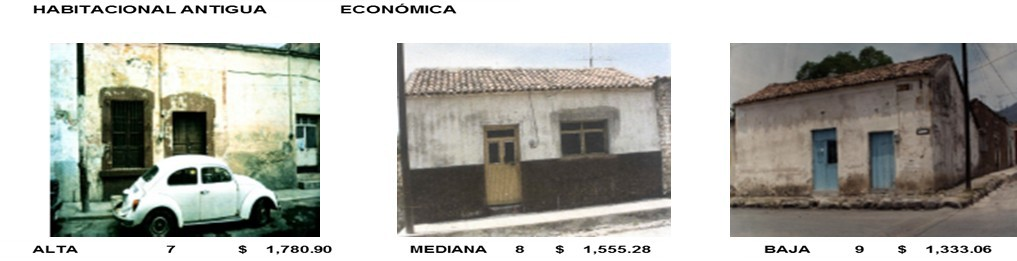 HABITACIONAL ANTIGUA ECONÓMICA
ALTA 7 $ 1,780.90 MEDIANA 8 $ 1,555.28 BAJA 9 $ 1,333.06